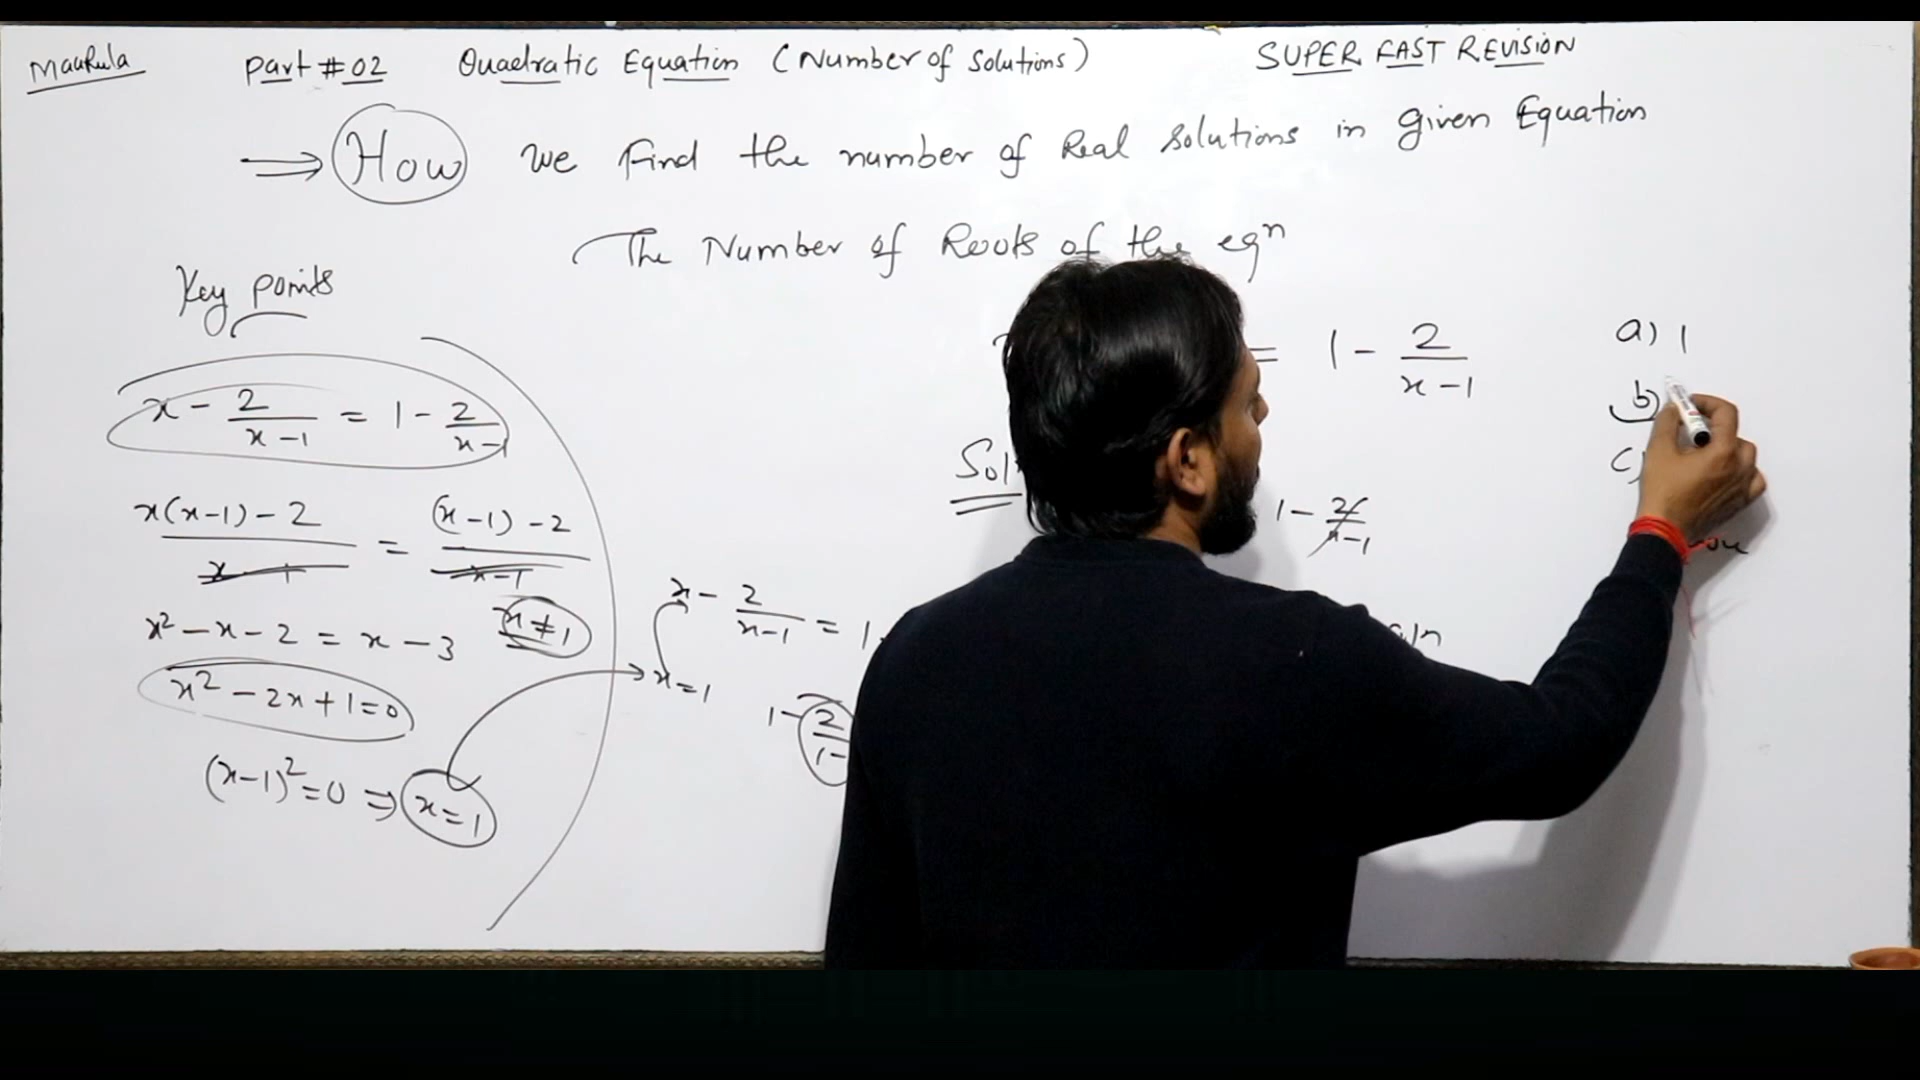 Maurula Part #02 Quadratic Equation (Number of Solutions) SUPER FAST REVISION
⇒ How we find the number of Real solutions in given Equation
The Number of Roots of the eqⁿ
Key points
= 1 - 2/(x-1)
a) 1
b)
c)
x - 2/(x-1) = 1 - 2/(x-1)
Sol
1 - 2/(x-1)
(x(x-1) - 2)/(x-1) = ((x-1) - 2)/(x-1)
x - 2/(x-1) = 1
x² - x - 2 = x - 3 x ≠ 1
x = 1
x² - 2x + 1 = 0
1 - 2/(1-
(x-1)² = 0 ⇒ x = 1